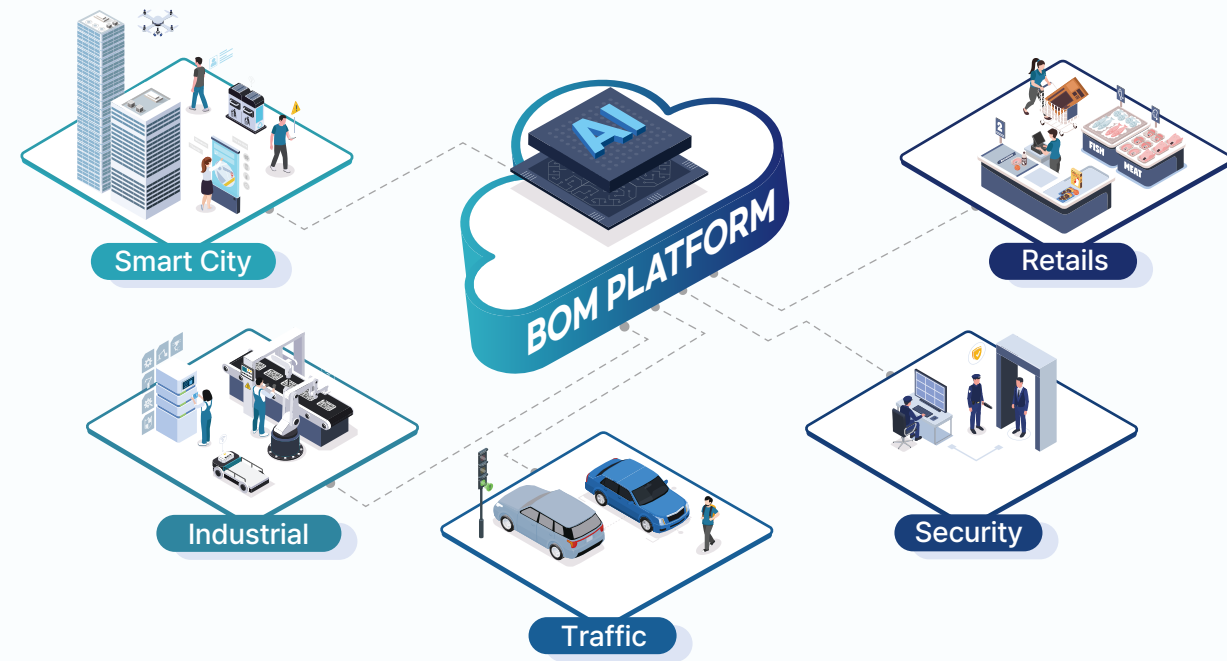 AI
BOM PLATFORM
Smart City
2
FISH
MEAT
Retails
Industrial
Security
Traffic